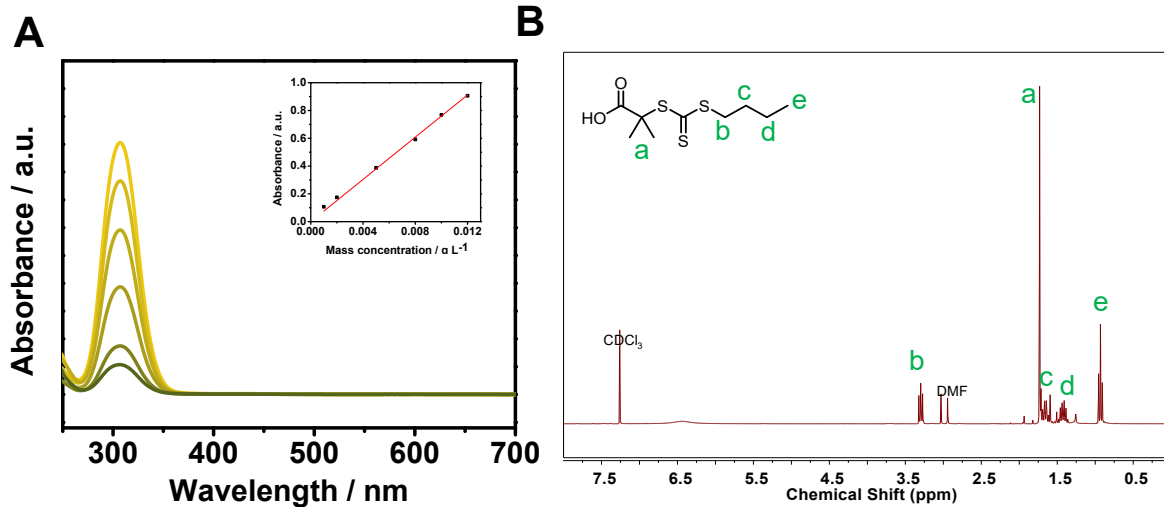 A
Absorbance / a.u.
Absorbance / a.u.
1.0
0.8
0.6
0.4
0.2
0.0
0.000 0.004 0.008 0.012
Mass concentration / g L-1
300 400 500 600 700
Wavelength / nm
B
O
HO
S
S
S
a
b
c
d
e
CDCl3
b
DMF
a
c
d
e
7.5 6.5 5.5 4.5 3.5 2.5 1.5 0.5
Chemical Shift (ppm)